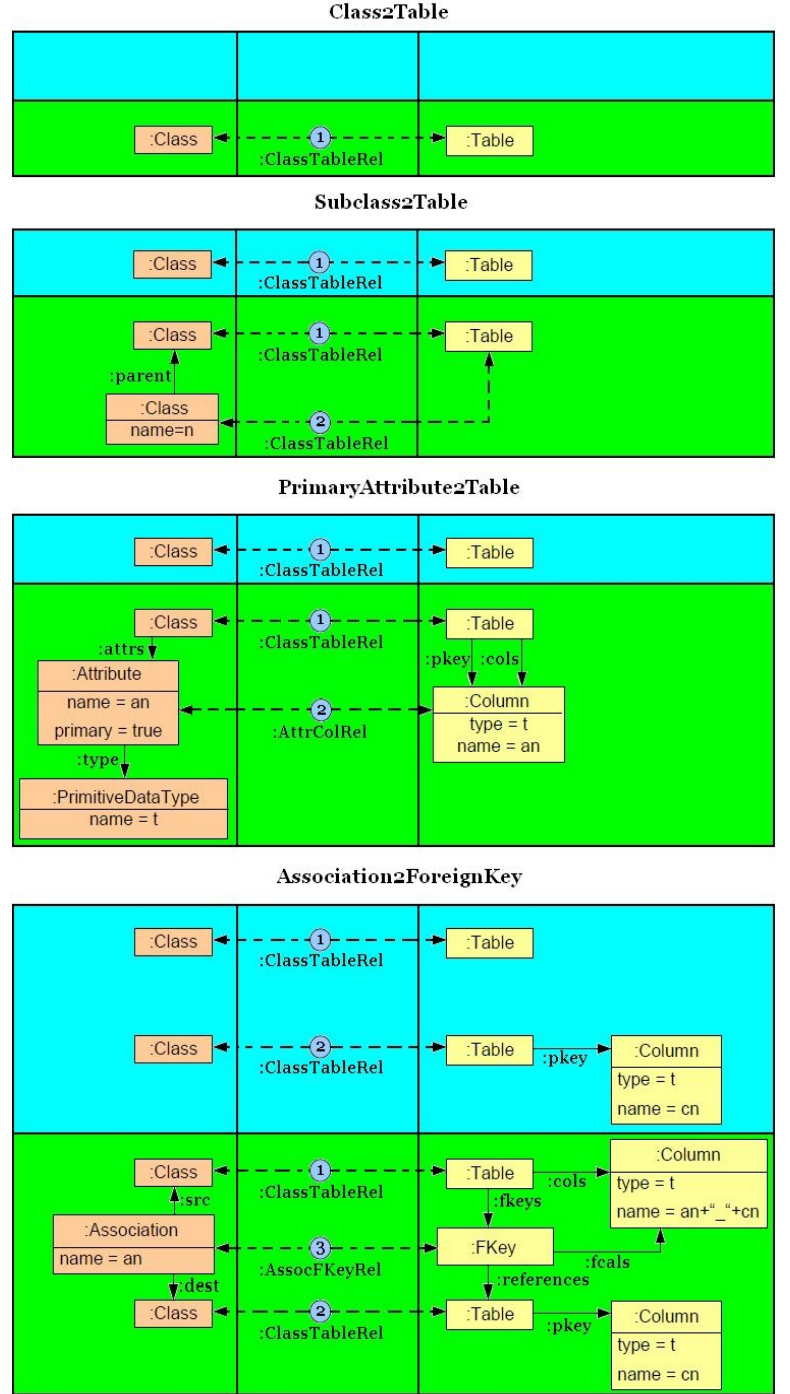 Class2Table
:Class
1
:Table
:ClassTableRel
Subclass2Table
:Class
1
:Table
:ClassTableRel
:Class
1
:Table
:ClassTableRel
:parent
:Class
name=n
2
:ClassTableRel
PrimaryAttribute2Table
:Class
1
:Table
:ClassTableRel
:Class
1
:Table
:ClassTableRel
:attrs
:pkey
:cols
:Attribute
name = an
primary = true
2
:AttrColRel
:Column
type = t
name = an
:type
:PrimitiveDataType
name = t
Association2ForeignKey
:Class
1
:Table
:ClassTableRel
:Class
2
:Table
:ClassTableRel
:pkey
:Column
type = t
name = cn
:Class
1
:Table
:ClassTableRel
:cols
:Column
type = t
name = an+“_“+cn
:src
:fkeys
:Association
name = an
3
:AssocFKeyRel
:FKey
:fcals
:dest
:references
:Class
2
:Table
:ClassTableRel
:pkey
:Column
type = t
name = cn